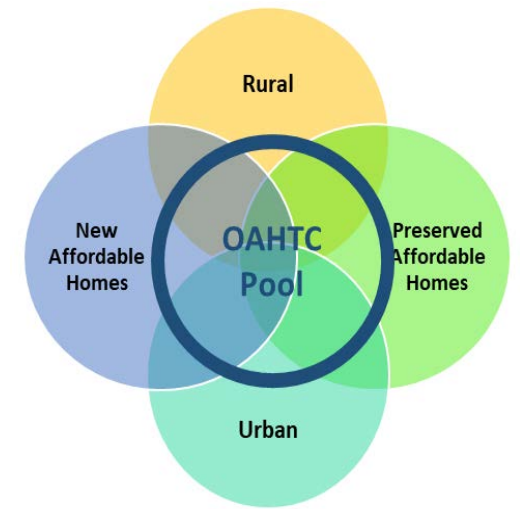 Rural
New
Affordable
Homes
OAHTC
Pool
Preserved
Affordable
Homes
Urban